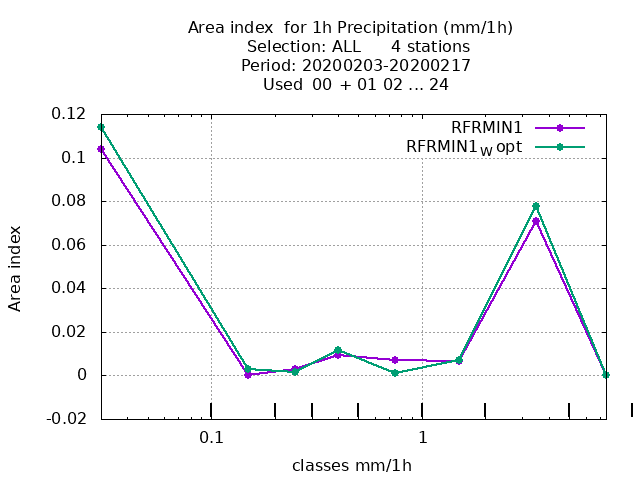 Area index  for 1h Precipitation (mm/1h)
Selection: ALL      4 stations
Period: 20200203-20200217
Used  00  + 01 02 ... 24
RFRMIN1
RFRMIN1W opt
0.12
0.1
0.08
0.06
0.04
0.02
0
-0.02
Area index
0.1
1
classes mm/1h